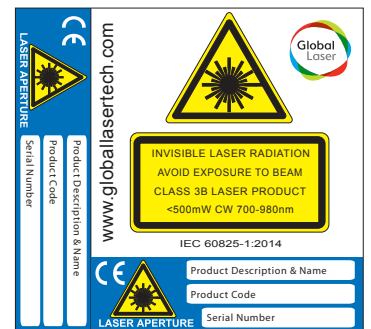 CE
LASER APERTURE
Product Description & Name
Product Code
Serial Number
www.globallasertech.com
Global
Laser
INVISIBLE LASER RADIATION
AVOID EXPOSURE TO BEAM
CLASS 3B LASER PRODUCT
<500mW CW 700-980nm
IEC 60825-1:2014
CE
LASER APERTURE
Product Description & Name
Product Code
Serial Number